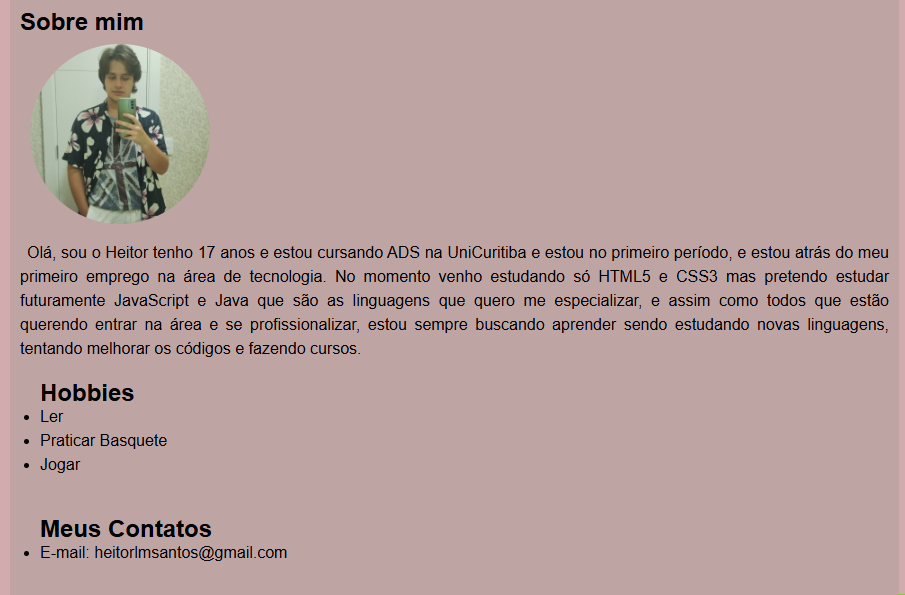 Sobre mim
Olá, sou o Heitor tenho 17 anos e estou cursando ADS na UniCuritiba e estou no primeiro período, e estou atrás do meu
primeiro emprego na área de tecnologia. No momento venho estudando só HTML5 e CSS3 mas pretendo estudar
futuramente JavaScript e Java que são as linguagens que quero me especializar, e assim como todos que estão
querendo entrar na área e se profissionalizar, estou sempre buscando aprender sendo estudando novas linguagens,
tentando melhorar os códigos e fazendo cursos.
Hobbies
• Ler
• Praticar Basquete
• Jogar
Meus Contatos
• E-mail: heitorlmsantos@gmail.com